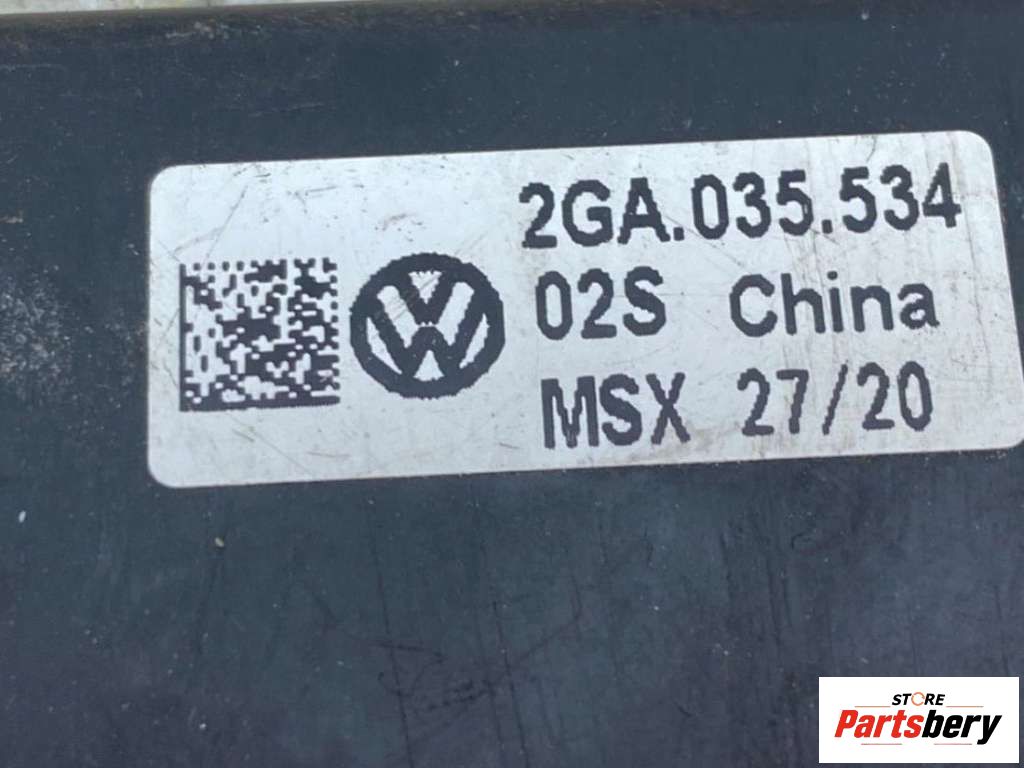 2GA.035.534
02S China
MSX 27/20
STORE
Partsbery